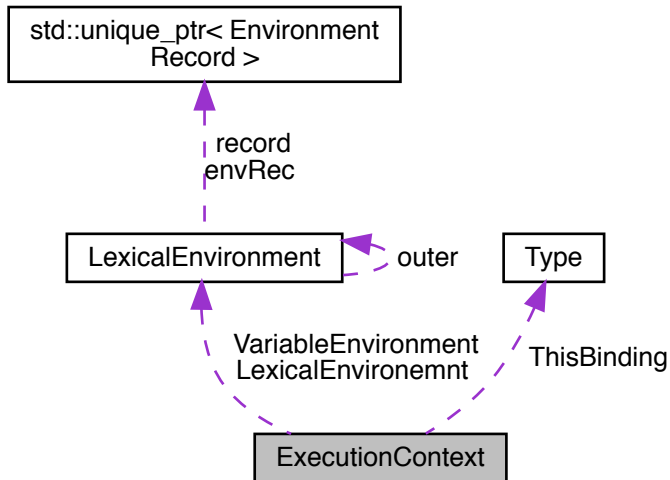 std::unique_ptr< Environment
Record >
record
envRec
LexicalEnvironment
outer
Type
VariableEnvironment
LexicalEnvironemnt
ThisBinding
ExecutionContext